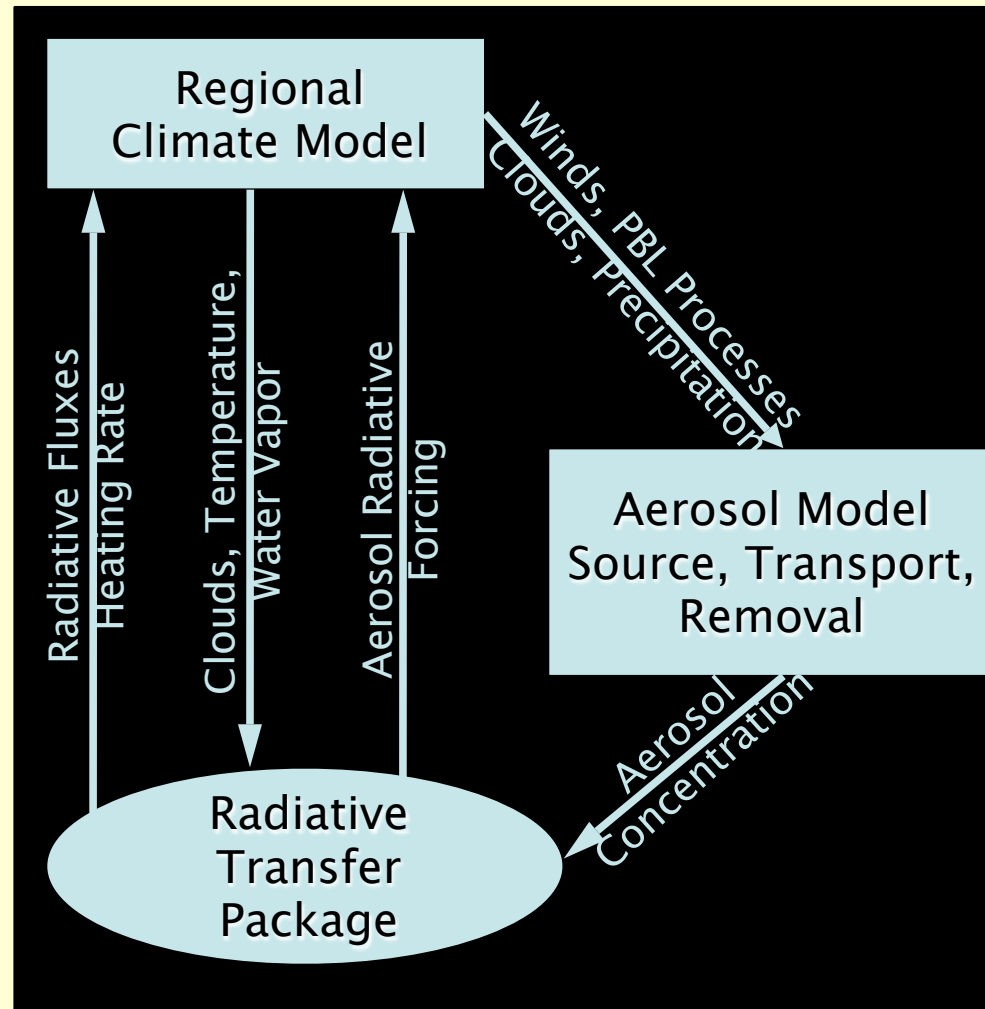 Regional
Climate Model
Winds, PBL Processes
Clouds, Precipitation
Radiative Fluxes
Heating Rate
Clouds, Temperature,
Water Vapor
Aerosol Radiative
Forcing
Aerosol Model
Source, Transport,
Removal
Aerosol
Concentration
Radiative
Transfer
Package